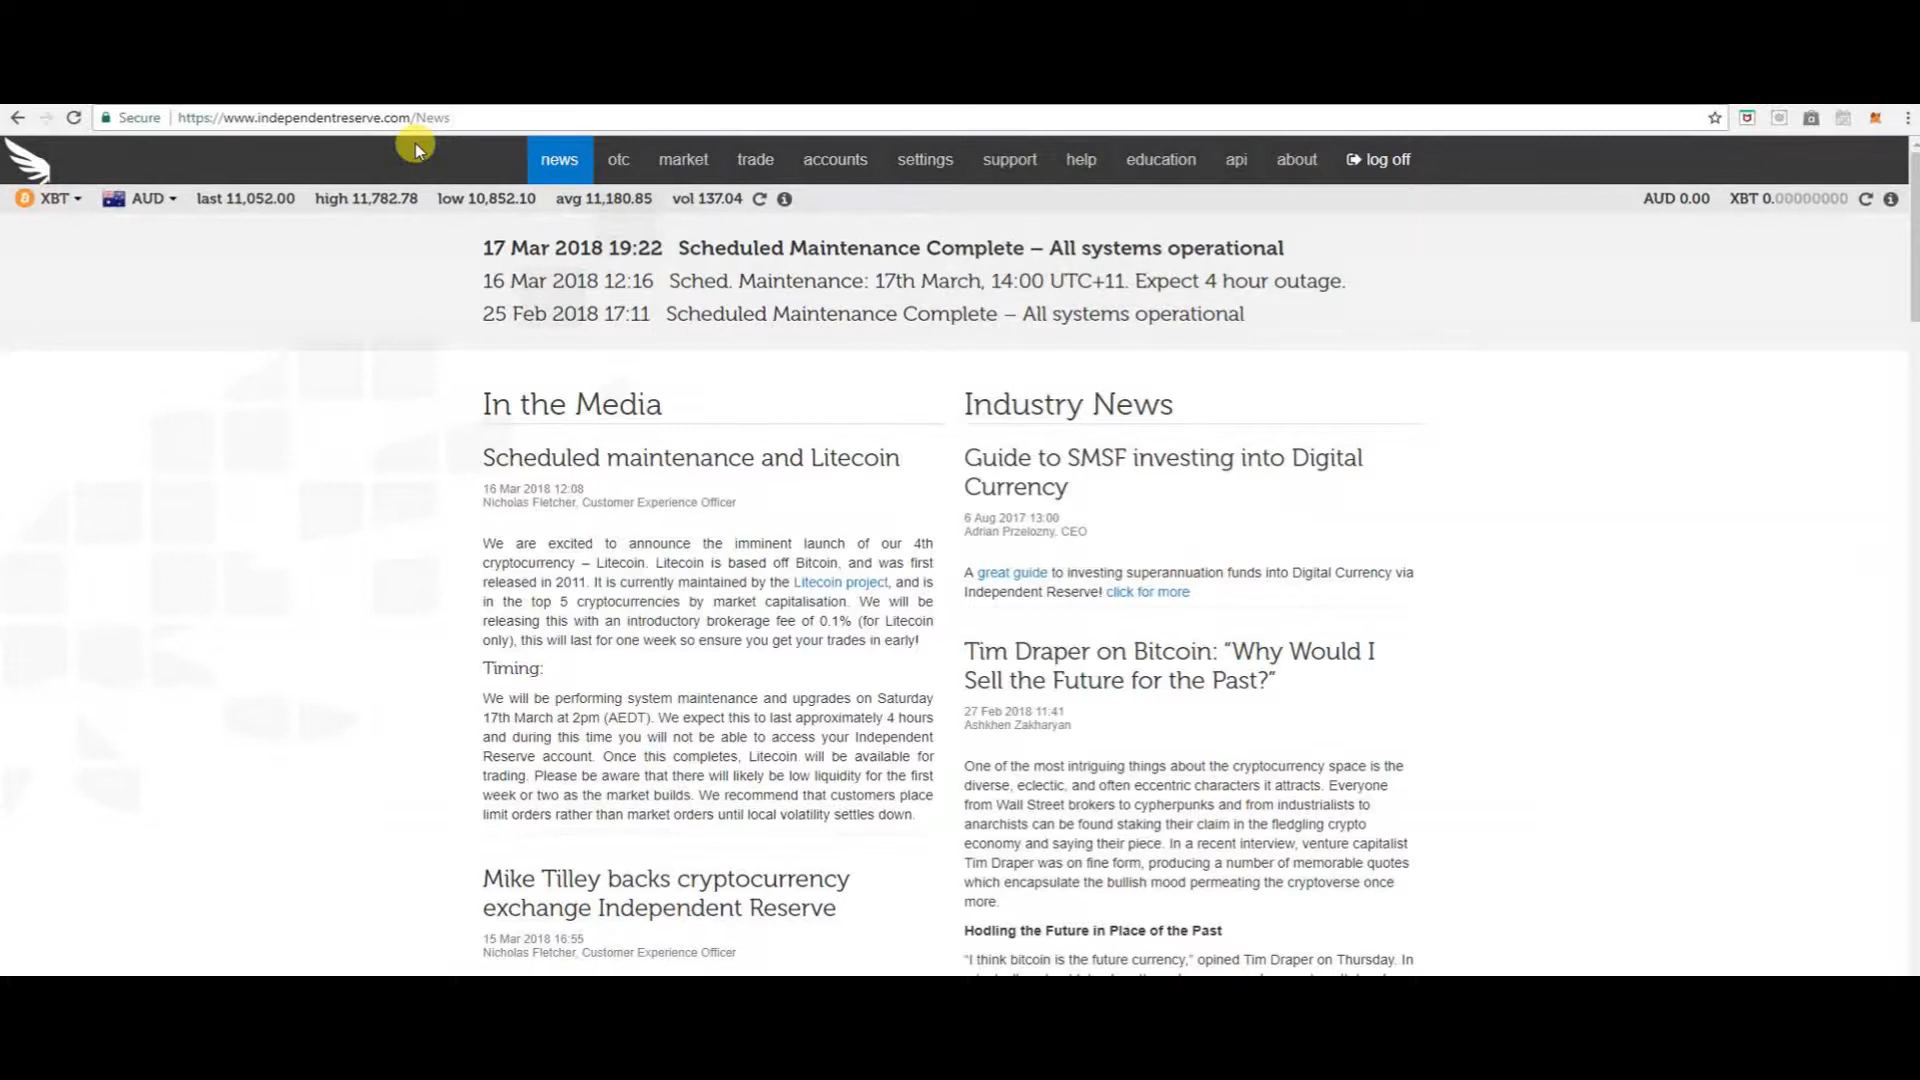 Secure | https://www.independentreserve.com/News
news otc market trade accounts settings support help education api about log off
XBT AUD last 11,052.00 high 11,782.78 low 10,852.10 avg 11,180.85 vol 137.04 AUD 0.00 XBT 0.00000000
17 Mar 2018 19:22 Scheduled Maintenance Complete – All systems operational
16 Mar 2018 12:16 Sched. Maintenance: 17th March, 14:00 UTC+11. Expect 4 hour outage.
25 Feb 2018 17:11 Scheduled Maintenance Complete – All systems operational
In the Media
Scheduled maintenance and Litecoin
16 Mar 2018 12:08
Nicholas Fletcher, Customer Experience Officer
We are excited to announce the imminent launch of our 4th
cryptocurrency – Litecoin. Litecoin is based off Bitcoin, and was first
released in 2011. It is currently maintained by the Litecoin project, and is
in the top 5 cryptocurrencies by market capitalisation. We will be
releasing this with an introductory brokerage fee of 0.1% (for Litecoin
only), this will last for one week so ensure you get your trades in early!
Timing:
We will be performing system maintenance and upgrades on Saturday
17th March at 2pm (AEDT). We expect this to last approximately 4 hours
and during this time you will not be able to access your Independent
Reserve account. Once this completes, Litecoin will be available for
trading. Please be aware that there will likely be low liquidity for the first
week or two as the market builds. We recommend that customers place
limit orders rather than market orders until local volatility settles down.
Mike Tilley backs cryptocurrency
exchange Independent Reserve
15 Mar 2018 16:55
Nicholas Fletcher, Customer Experience Officer
Industry News
Guide to SMSF investing into Digital
Currency
6 Aug 2017 13:00
Adrian Przelozny, CEO
A great guide to investing superannuation funds into Digital Currency via
Independent Reserve! click for more
Tim Draper on Bitcoin: “Why Would I
Sell the Future for the Past?”
27 Feb 2018 11:41
Ashkhen Zakharyan
One of the most intriguing things about the cryptocurrency space is the
diverse, eclectic, and often eccentric characters it attracts. Everyone
from Wall Street brokers to cypherpunks and from industrialists to
anarchists can be found staking their claim in the fledgling crypto
economy and saying their piece. In a recent interview, venture capitalist
Tim Draper was on fine form, producing a number of memorable quotes
which encapsulate the bullish mood permeating the cryptoverse once
more.
Hodling the Future in Place of the Past
“I think bitcoin is the future currency,” opined Tim Draper on Thursday. In